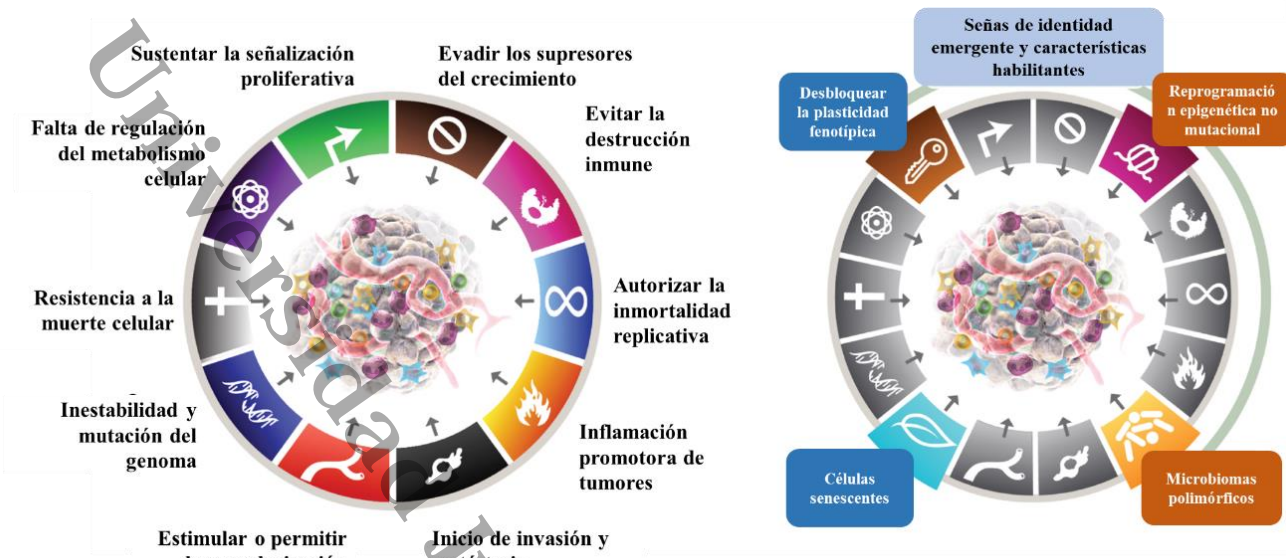 Sustentar la señalización
proliferativa
Evadir los supresores
del crecimiento
Evitar la
destrucción
inmune
Falta de regulación
del metabolismo
celular
Resistencia a la
muerte celular
Autorizar la
inmortalidad
replicativa
Inestabilidad y
mutación del
genoma
Inflamación
promotora de
tumores
Estimular o permitir
Inicio de invasión y
Señas de identidad
emergente y características
habilitantes
Desbloquear
la plasticidad
fenotípica
Reprogramació
n epigenética no
mutacional
Células
senescentes
Microbiomas
polimórficos
Universidad